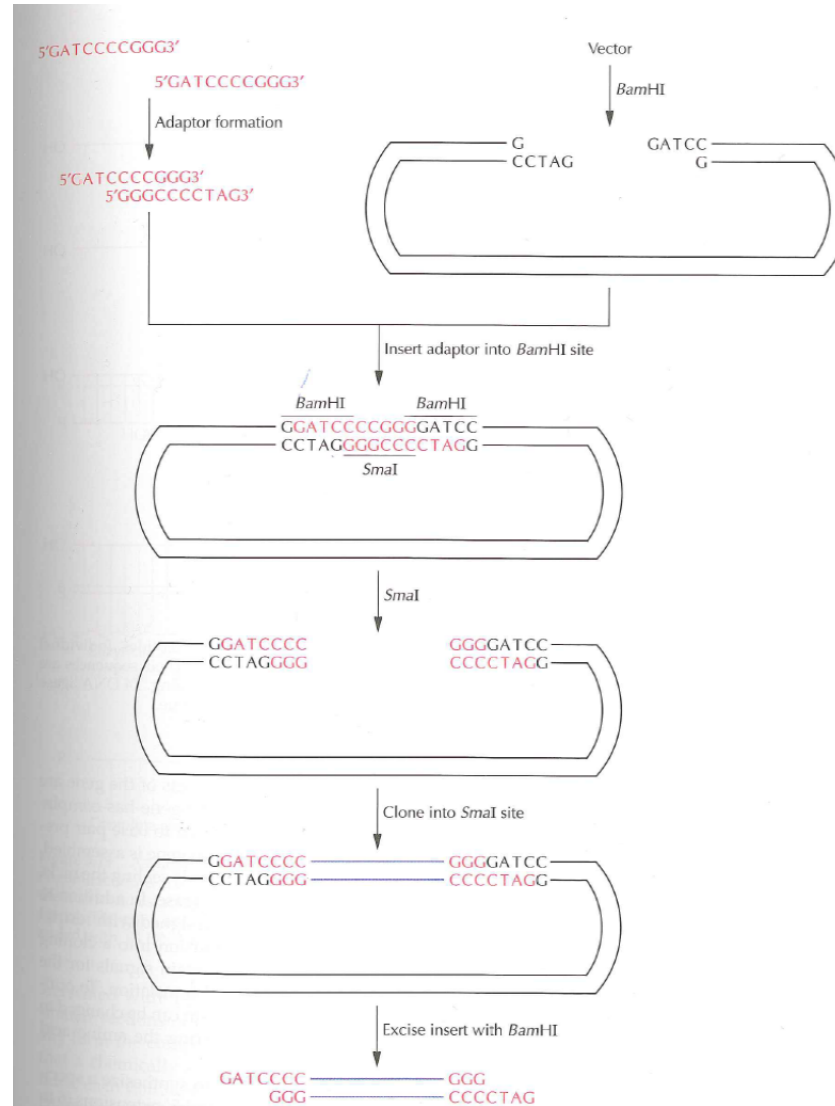 5'GATCCCCGGG3'
5'GATCCCCGGG3'
Adaptor formation
5'GATCCCCGGG3'
5'GGGCCCCTAG3'
Vector
BamHI
G GATCC
CCTAG G
Insert adaptor into BamHI site
BamHI BamHI
GGATCCCCGGGGATCC
CCTAGGGGCCCCTAGG
SmaI
SmaI
GGATCCCC GGGGATCC
CCTAGGG CCCCTAGG
Clone into SmaI site
GGATCCCC GGGGATCC
CCTAGGG CCCCTAGG
Excise insert with BamHI
GATCCCC GGG
GGG CCCCTAG